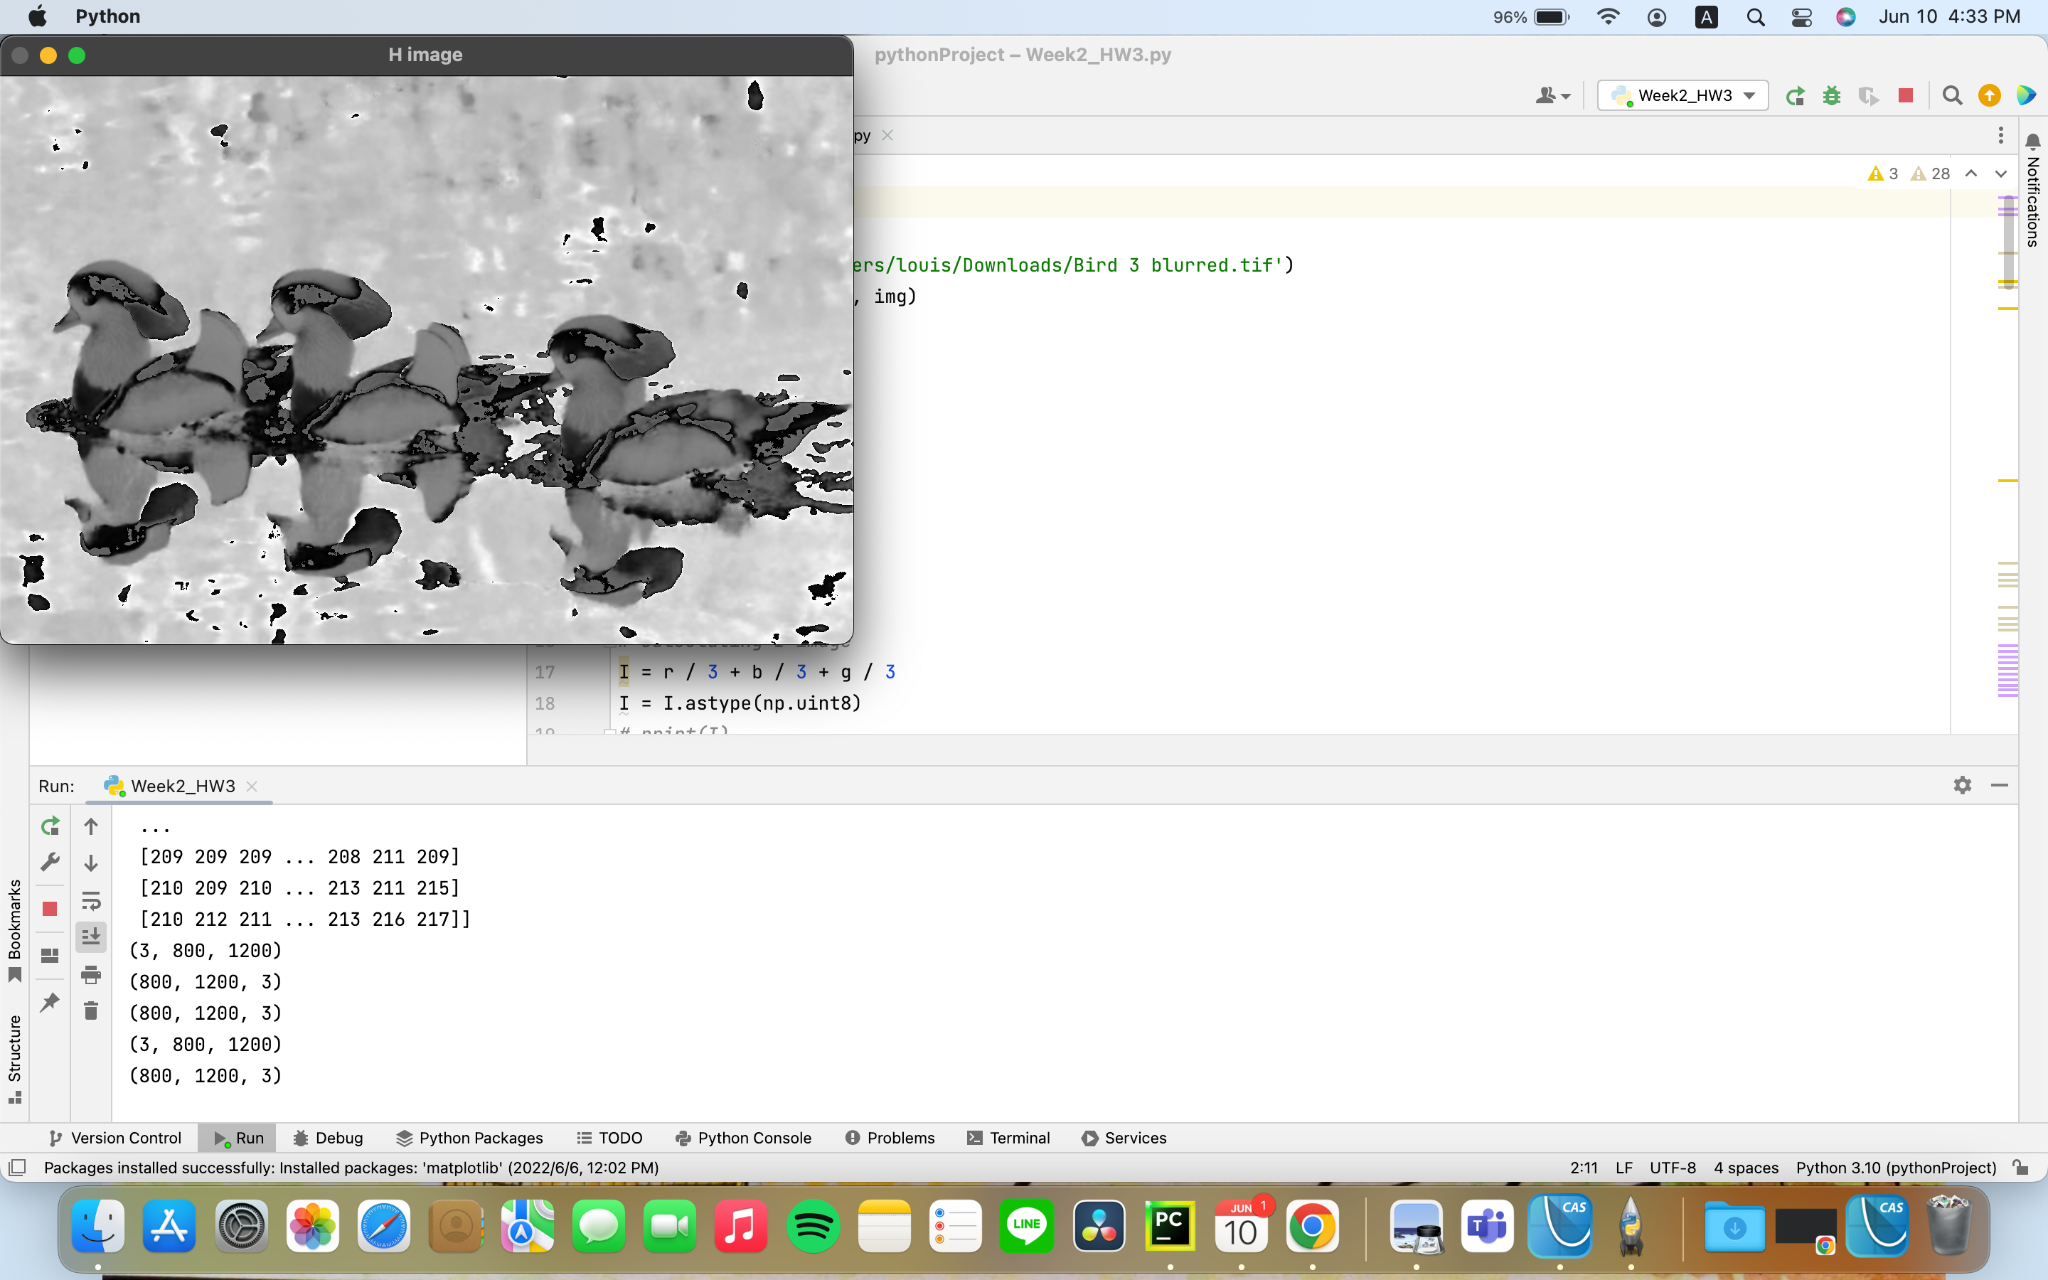 Python
96%
A
Jun 10 4:33 PM
H image
pythonProject – Week2_HW3.py
Week2_HW3
py
3
28
Notifications
ers/louis/Downloads/Bird 3 blurred.tif')
, img)
17 I = r / 3 + b / 3 + g / 3
18 I = I.astype(np.uint8)
19 # print(I)
Run:
Week2_HW3
...
[209 209 209 ... 208 211 209]
[210 209 210 ... 213 211 215]
[210 212 211 ... 213 216 217]]
(3, 800, 1200)
(800, 1200, 3)
(800, 1200, 3)
(3, 800, 1200)
(800, 1200, 3)
Bookmarks
Structure
Version Control
Run
Debug
Python Packages
TODO
Python Console
Problems
Terminal
Services
Packages installed successfully: Installed packages: 'matplotlib' (2022/6/6, 12:02 PM)
2:11
LF
UTF-8
4 spaces
Python 3.10 (pythonProject)
LINE
PC
JUN
10
1
T
CAS
CAS